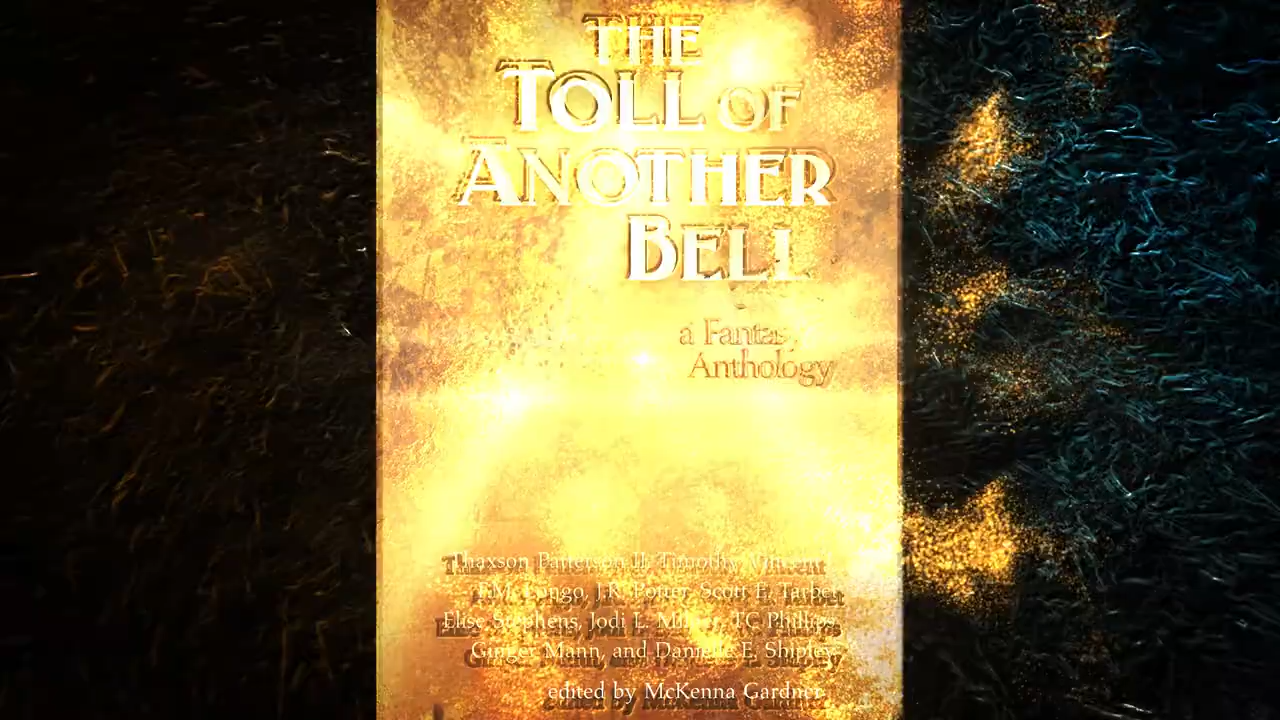 THE
TOLL OF
ANOTHER
BELL
a Fantasy
Anthology
Thaxson Patterson II, Timothy Vincent
F.M. Longo, J.R. Potter, Scott E. Tarbet
Elise Stephens, Jodi L. Milner, TC Phillips,
Ginger Mann, and Danielle E. Shipley
edited by McKenna Gardner